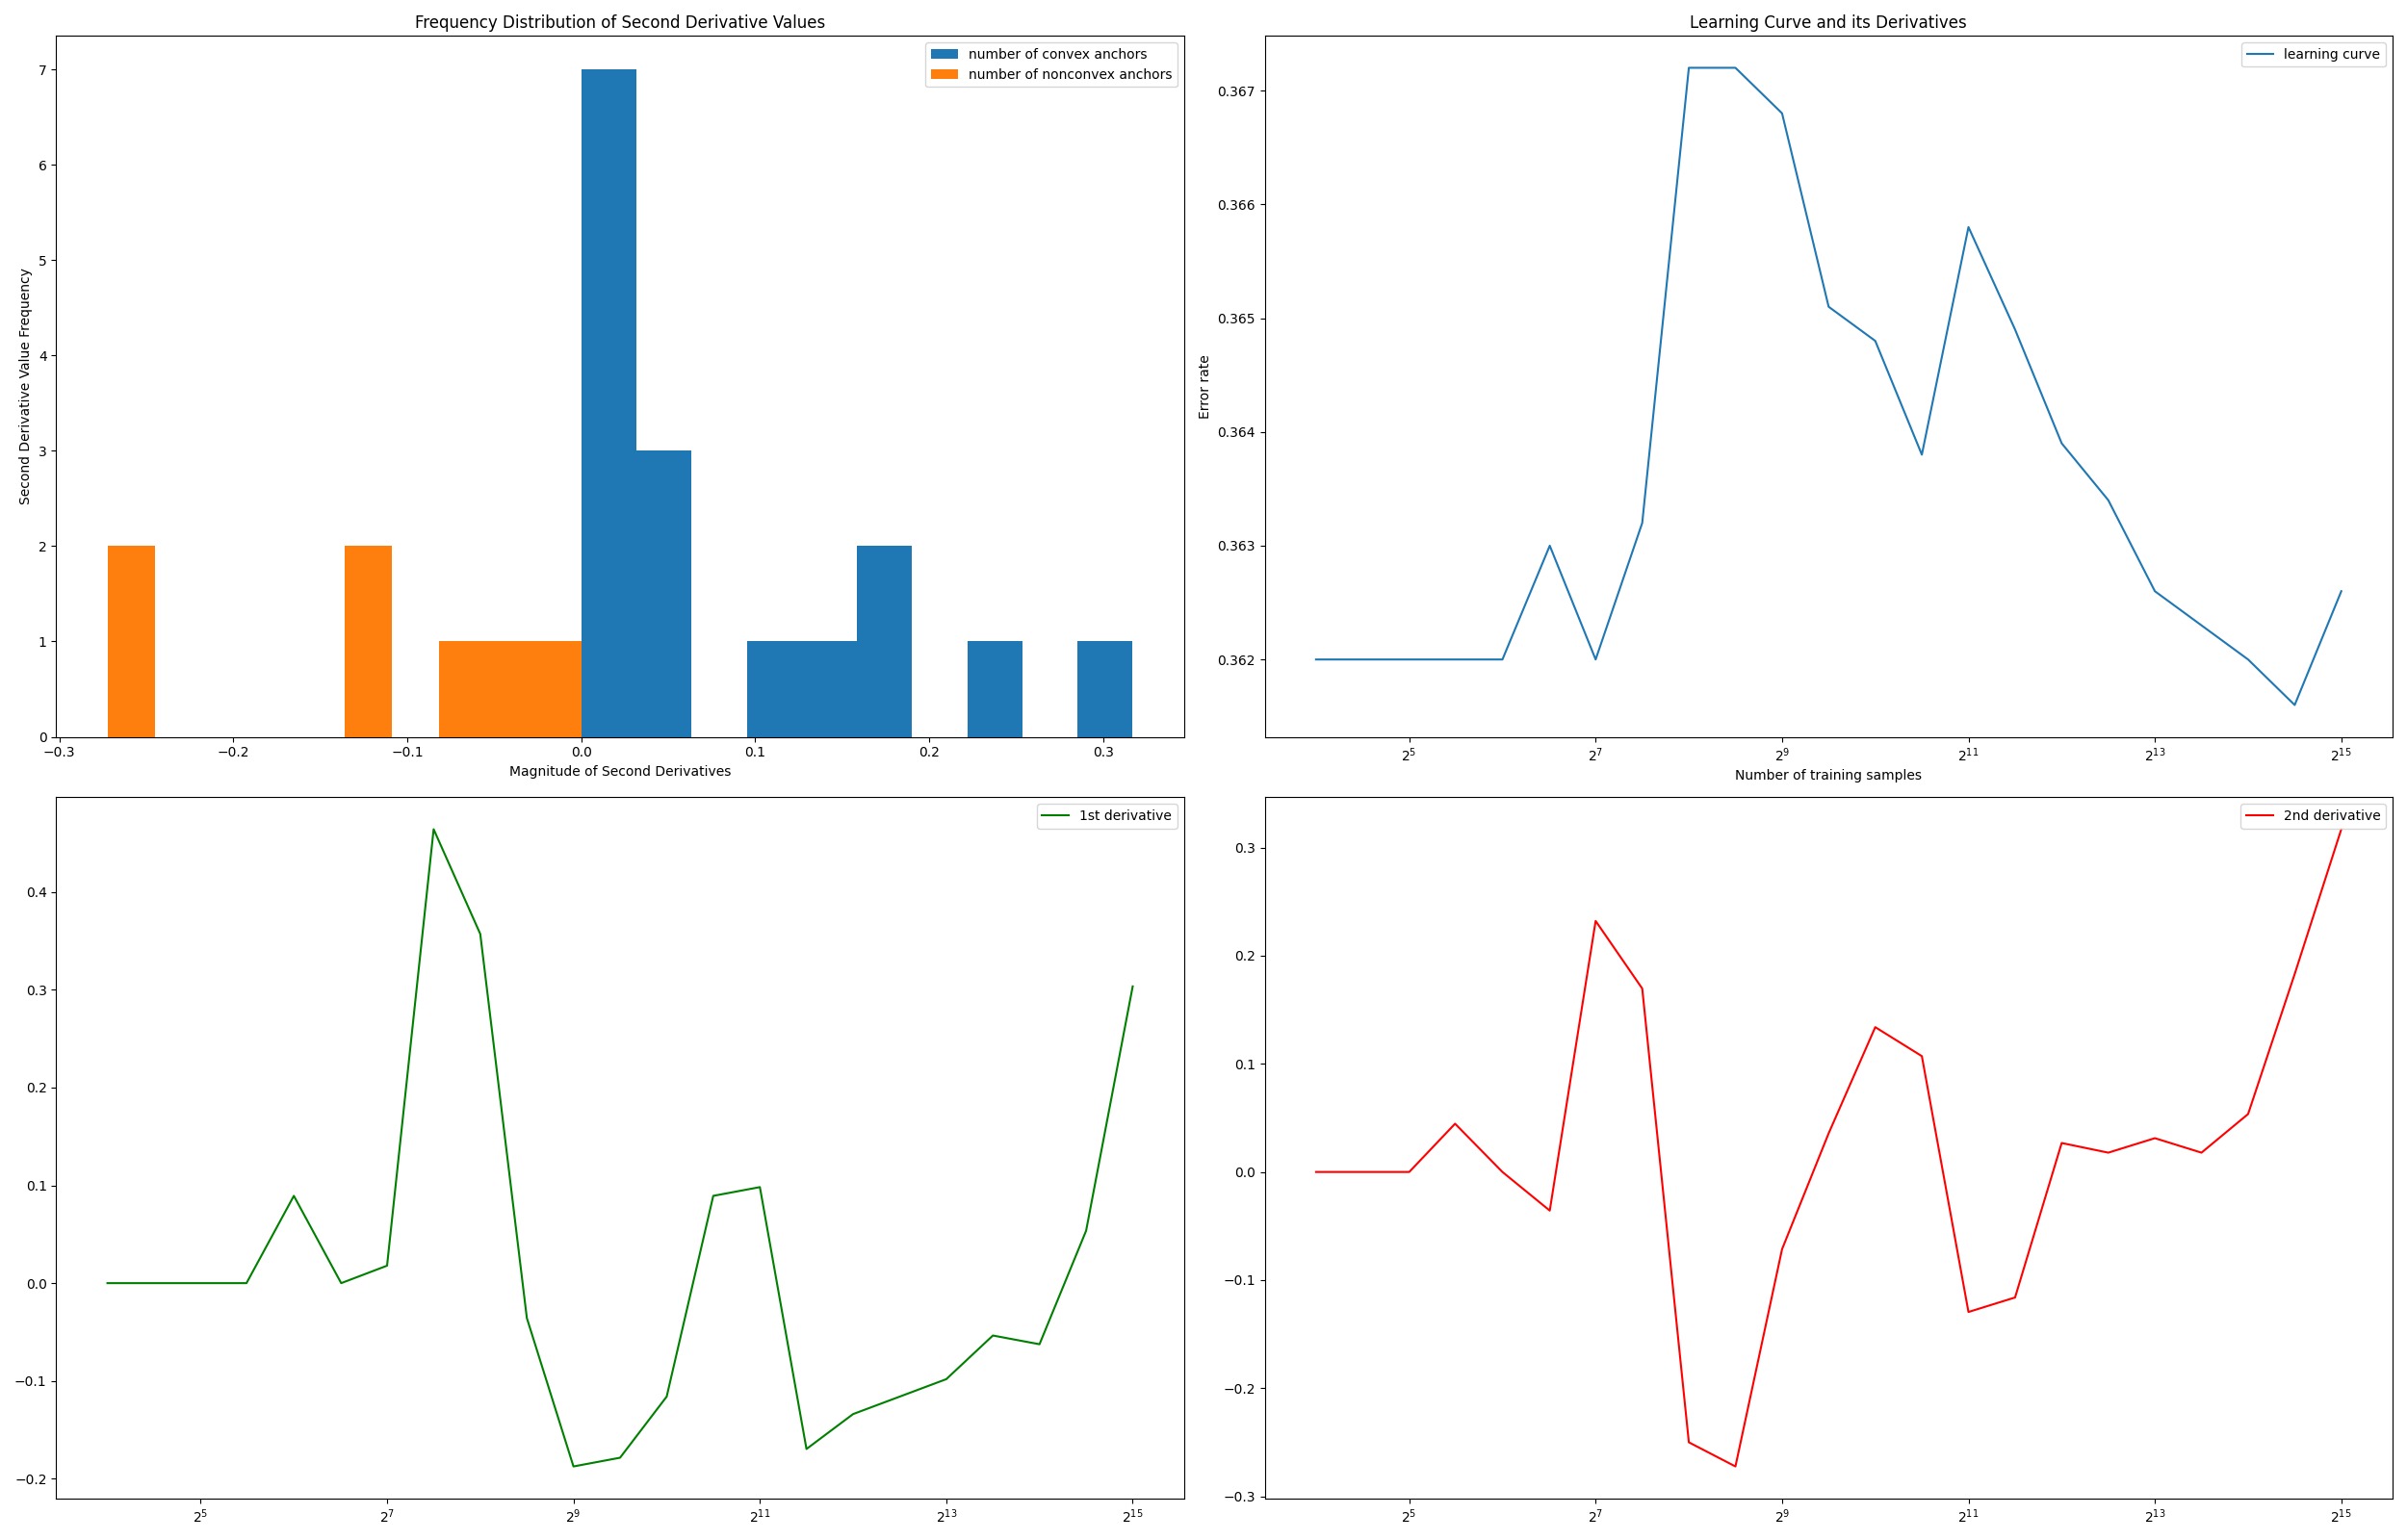 Frequency Distribution of Second Derivative Values
number of convex anchors
number of nonconvex anchors
Second Derivative Value Frequency
7
6
5
4
3
2
1
0
−0.3 −0.2 −0.1 0.0 0.1 0.2 0.3
Magnitude of Second Derivatives
Learning Curve and its Derivatives
learning curve
Error rate
0.367
0.366
0.365
0.364
0.363
0.362
2⁵ 2⁷ 2⁹ 2¹¹ 2¹³ 2¹⁵
Number of training samples
1st derivative
0.4
0.3
0.2
0.1
0.0
−0.1
−0.2
2⁵ 2⁷ 2⁹ 2¹¹ 2¹³ 2¹⁵
2nd derivative
0.3
0.2
0.1
0.0
−0.1
−0.2
−0.3
2⁵ 2⁷ 2⁹ 2¹¹ 2¹³ 2¹⁵